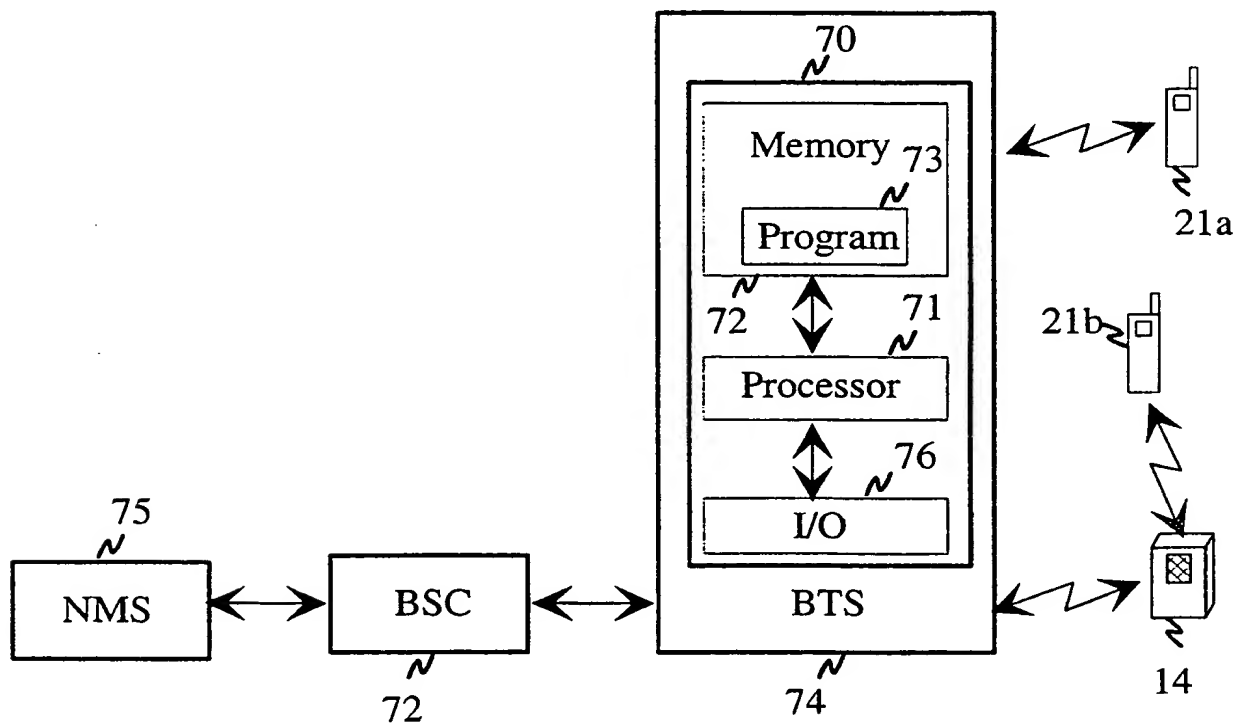 70
Memory
73
Program
72
71
Processor
76
I/O
BTS
74
75
NMS
BSC
72
21a
21b
14